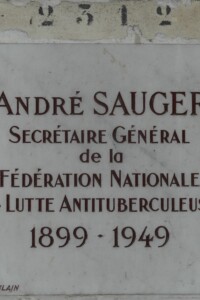 2312
ANDRÉ SAUGER
SECRÉTAIRE GÉNÉRAL
de la
FÉDÉRATION NATIONALE
LUTTE ANTITUBERCULEUS
1899 - 1949